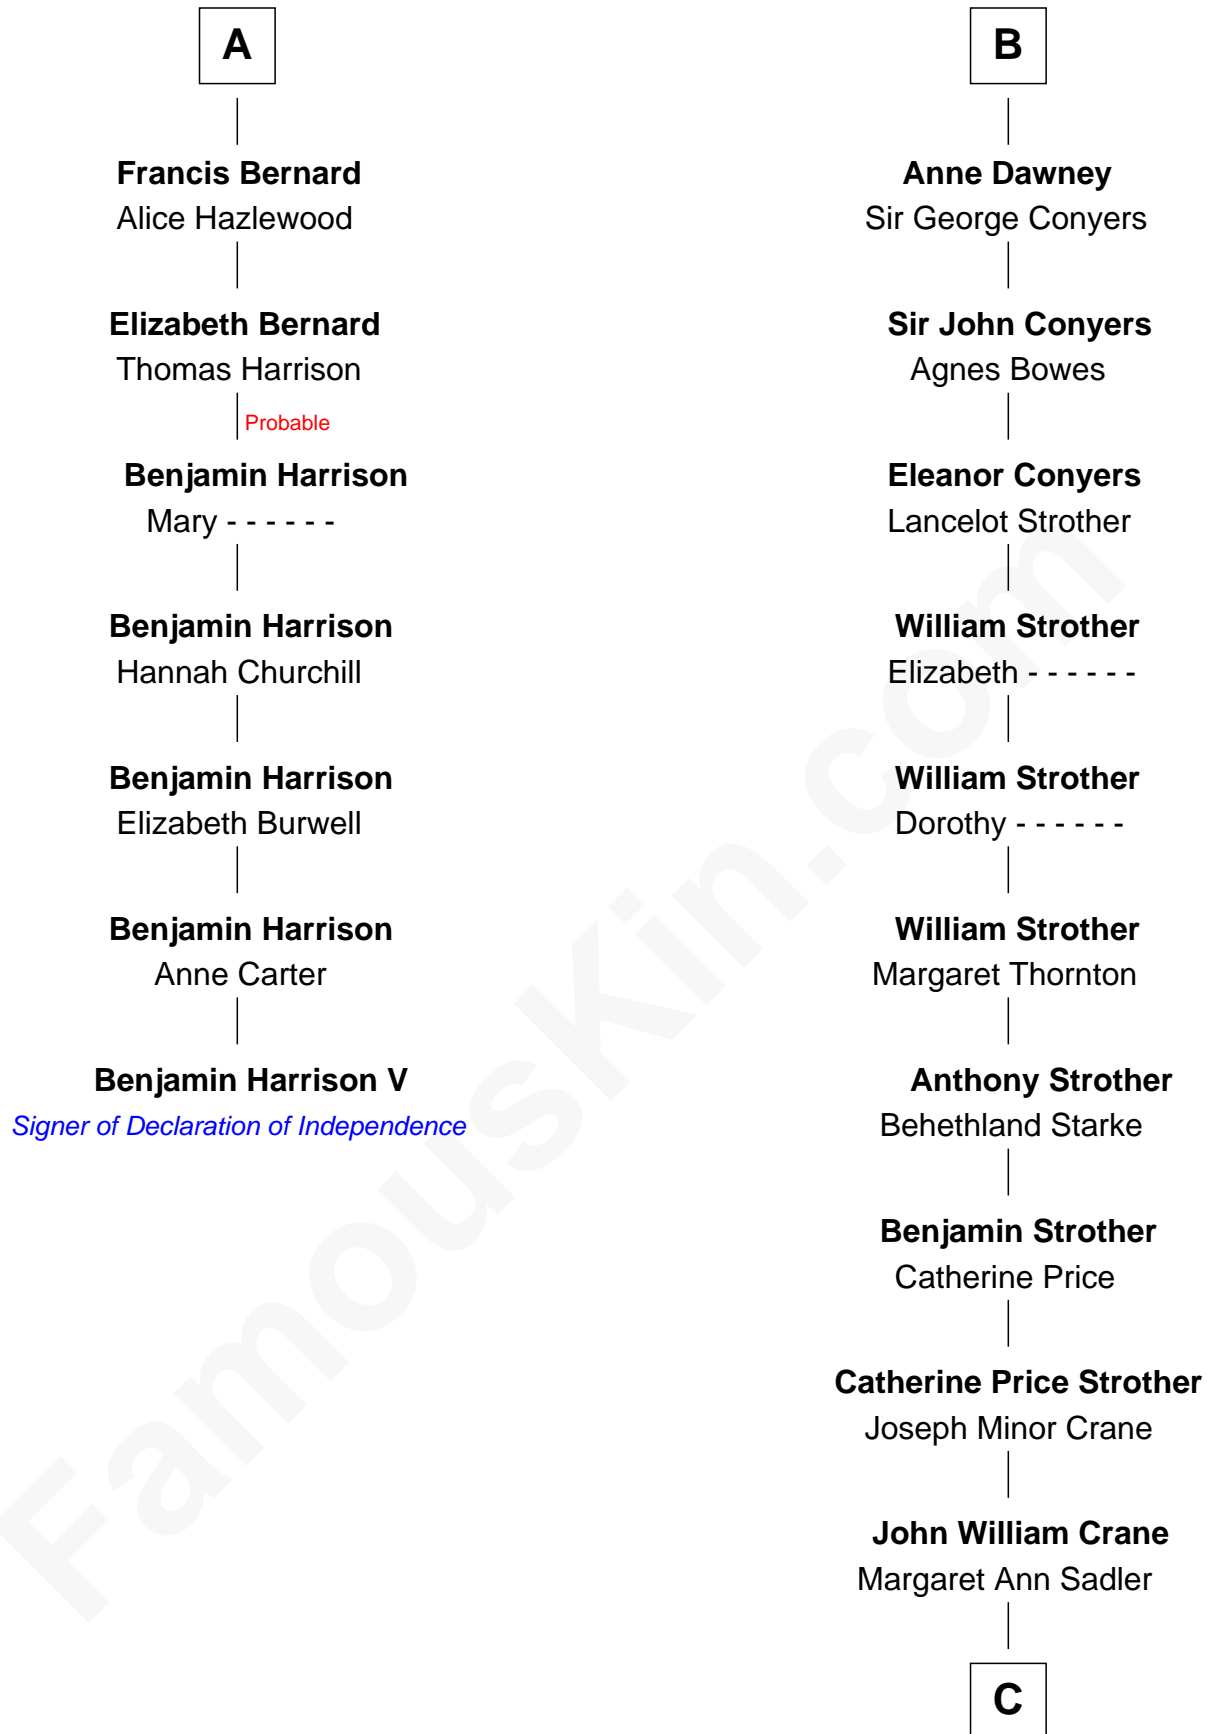 A
Francis Bernard
Alice Hazlewood
Elizabeth Bernard
Thomas Harrison
Probable
Benjamin Harrison
Mary - - - - - -
Benjamin Harrison
Hannah Churchill
Benjamin Harrison
Elizabeth Burwell
Benjamin Harrison
Anne Carter
Benjamin Harrison V
Signer of Declaration of Independence
B
Anne Dawney
Sir George Conyers
Sir John Conyers
Agnes Bowes
Eleanor Conyers
Lancelot Strother
William Strother
Elizabeth - - - - - -
William Strother
Dorothy - - - - - -
William Strother
Margaret Thornton
Anthony Strother
Behethland Starke
Benjamin Strother
Catherine Price
Catherine Price Strother
Joseph Minor Crane
John William Crane
Margaret Ann Sadler
C
FamousKin.com